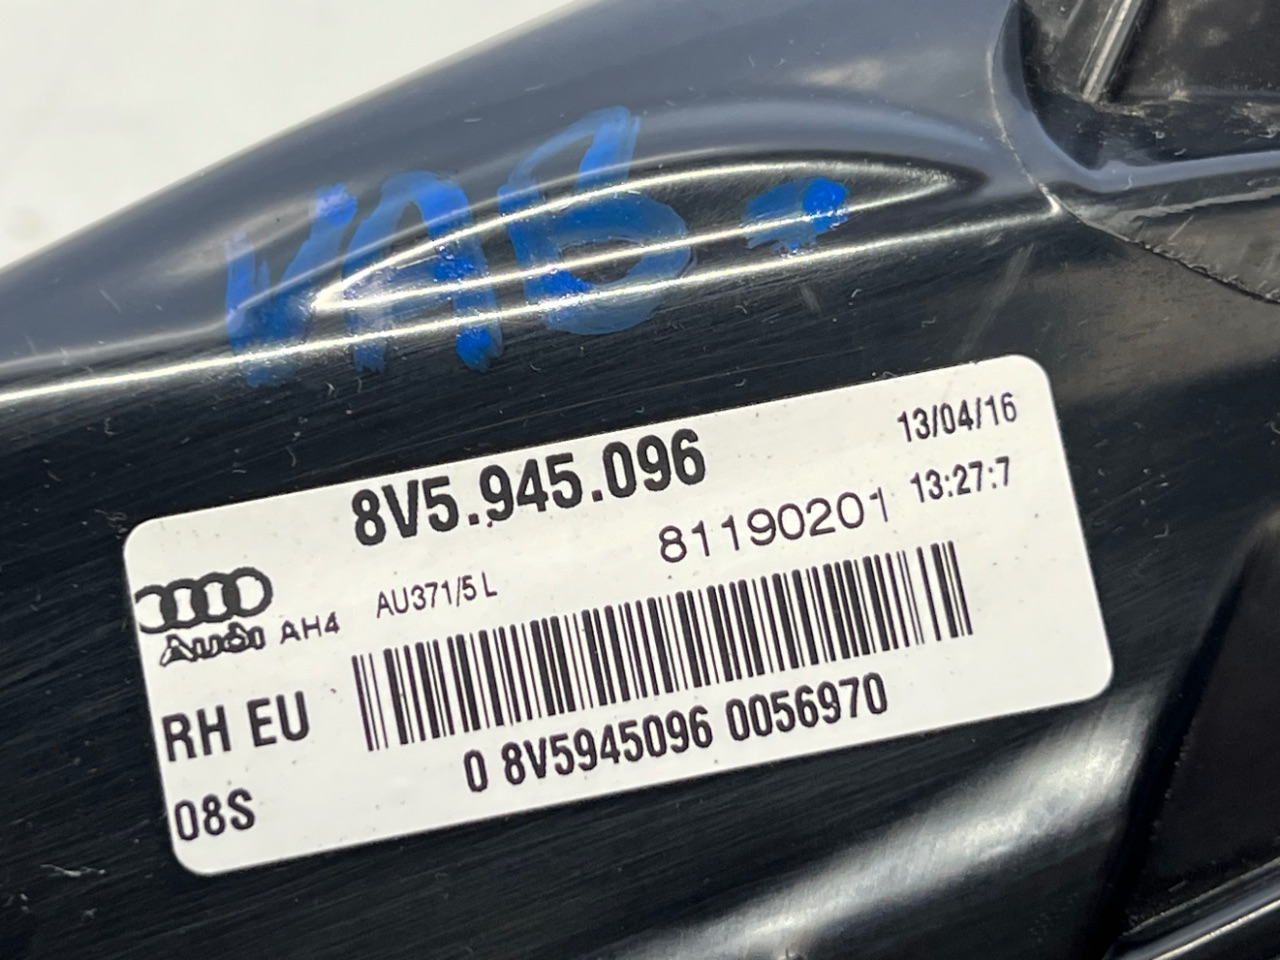 VAG.
8V5.945.096
13/04/16
81190201
13:27:7
Audi
AH4
AU371/5 L
RH EU
0 8V5945096 0056970
08S